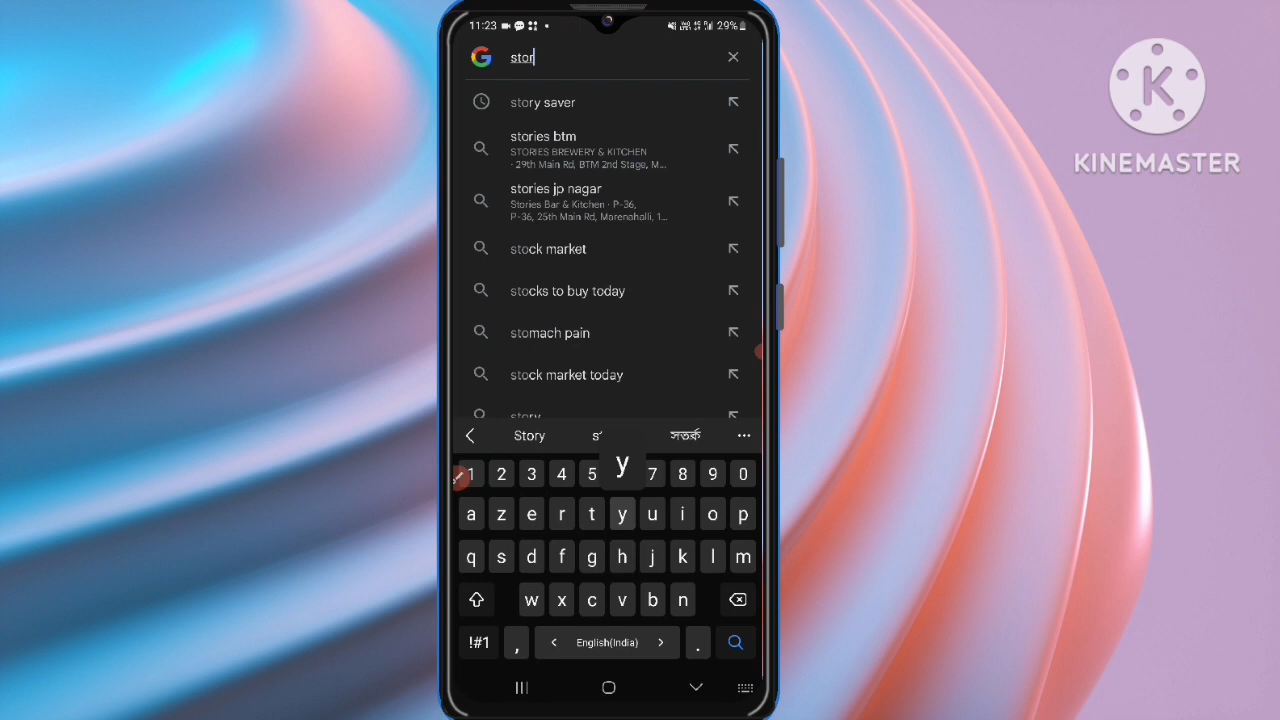 11:23 29%
stor
story saver
stories btm
STORIES BREWERY & KITCHEN
· 29th Main Rd, BTM 2nd Stage, M...
stories jp nagar
Stories Bar & Kitchen · P-36,
P-36, 25th Main Rd, Marenahalli, 1...
stock market
stocks to buy today
stomach pain
stock market today
story
Story সতর্ক
y
1 2 3 4 5 7 8 9 0
a z e r t y u i o p
q s d f g h j k l m
w x c v b n
!#1 , < English(India) > .
K
KINEMASTER